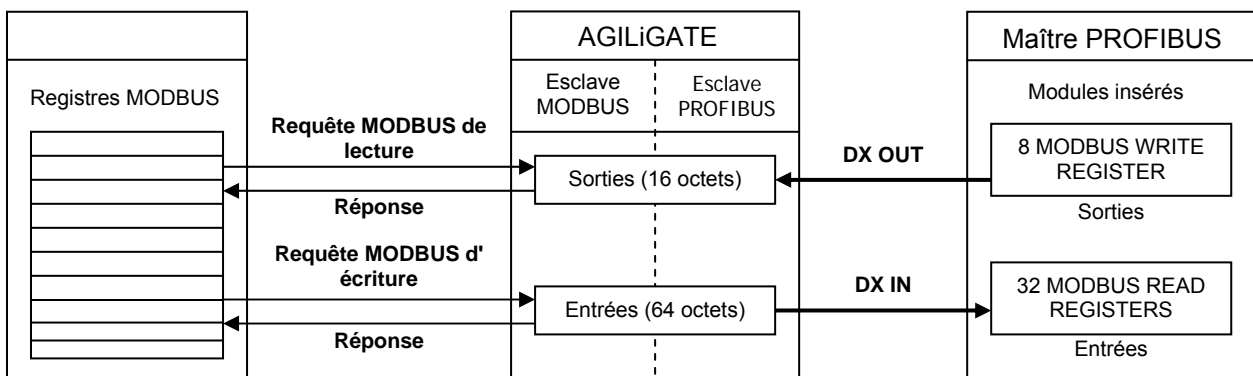 Registres MODBUS
Requête MODBUS de
lecture
Réponse
Requête MODBUS d'
écriture
Réponse
AGILiGATE
Esclave
MODBUS
Esclave
PROFIBUS
Sorties (16 octets)
Entrées (64 octets)
DX OUT
DX IN
Maître PROFIBUS
Modules insérés
8 MODBUS WRITE
REGISTER
Sorties
32 MODBUS READ
REGISTERS
Entrées